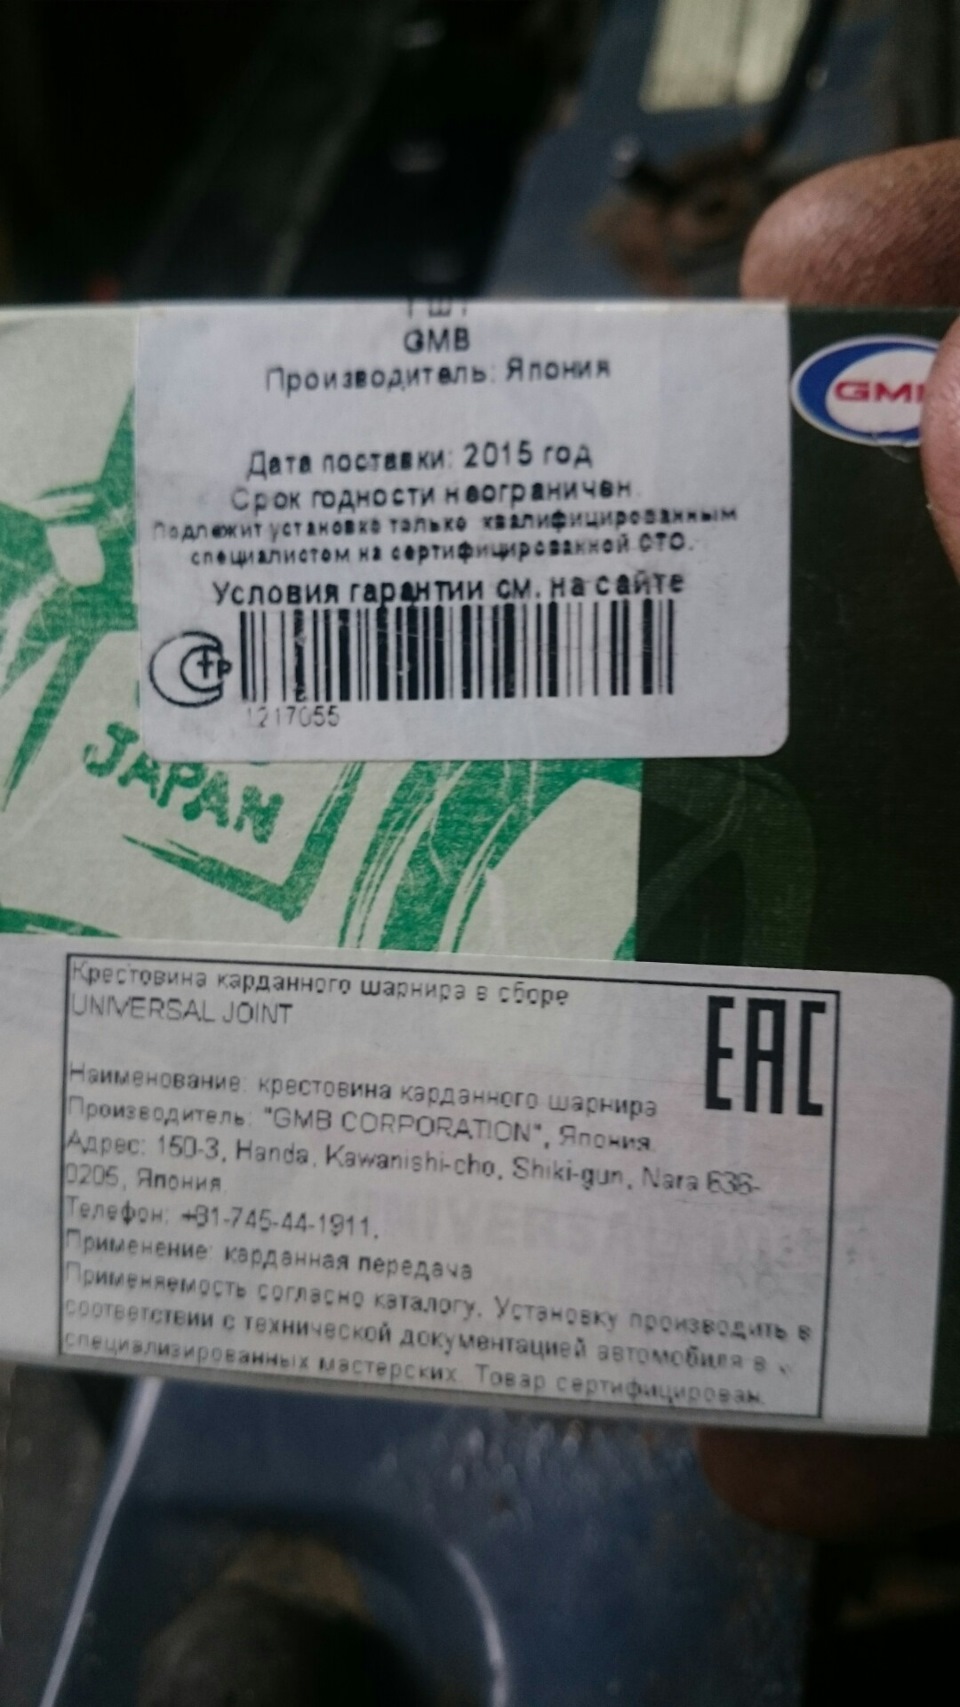 1 шт
GMB
Производитель: Япония
GMB
Дата поставки: 2015 год
Срок годности неограничен.
Подлежит установке только квалифицированным
специалистом на сертифицированной СТО.
Условия гарантии см. на сайте
1217055
JAPAN
Крестовина карданного шарнира в сборе
UNIVERSAL JOINT
EAC
Наименование: крестовина карданного шарнира
Производитель: "GMB CORPORATION", Япония.
Адрес: 150-3, Handa, Kawanishi-cho, Shiki-gun, Nara 636-
0205, Япония
Телефон: +81-745-44-1911,
Применение: карданная передача
Применяемость согласно каталогу. Установку производить в
соответствии с технической документацией автомобиля в
специализированных мастерских. Товар сертифицирован.